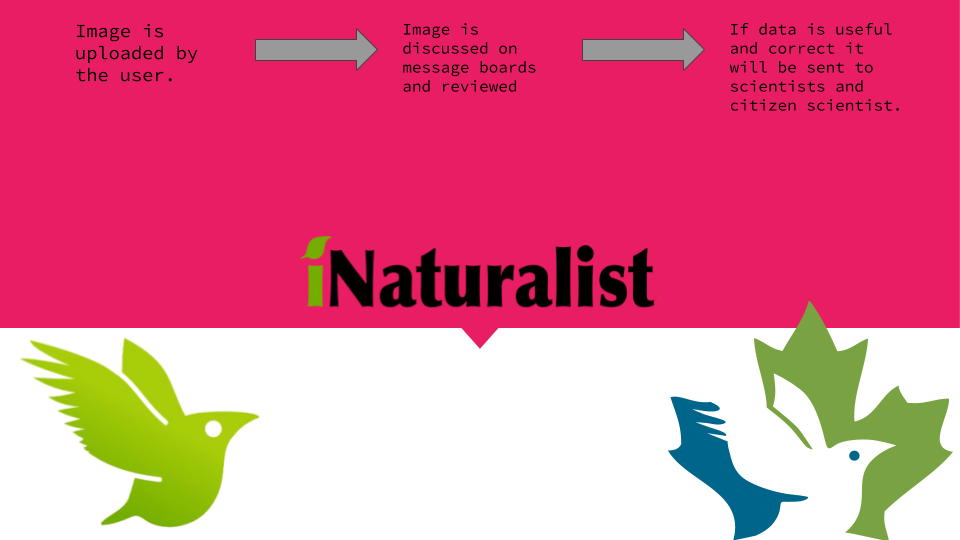 Image is
uploaded by
the user.
Image is
discussed on
message boards
and reviewed
If data is useful
and correct it
will be sent to
scientists and
citizen scientist.
iNaturalist